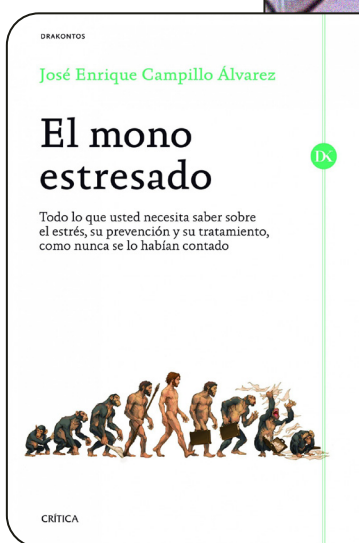 DRAKONTOS
José Enrique Campillo Álvarez
El mono
estresado
DK
Todo lo que usted necesita saber sobre
el estrés, su prevención y su tratamiento,
como nunca se lo habían contado
CRÍTICA